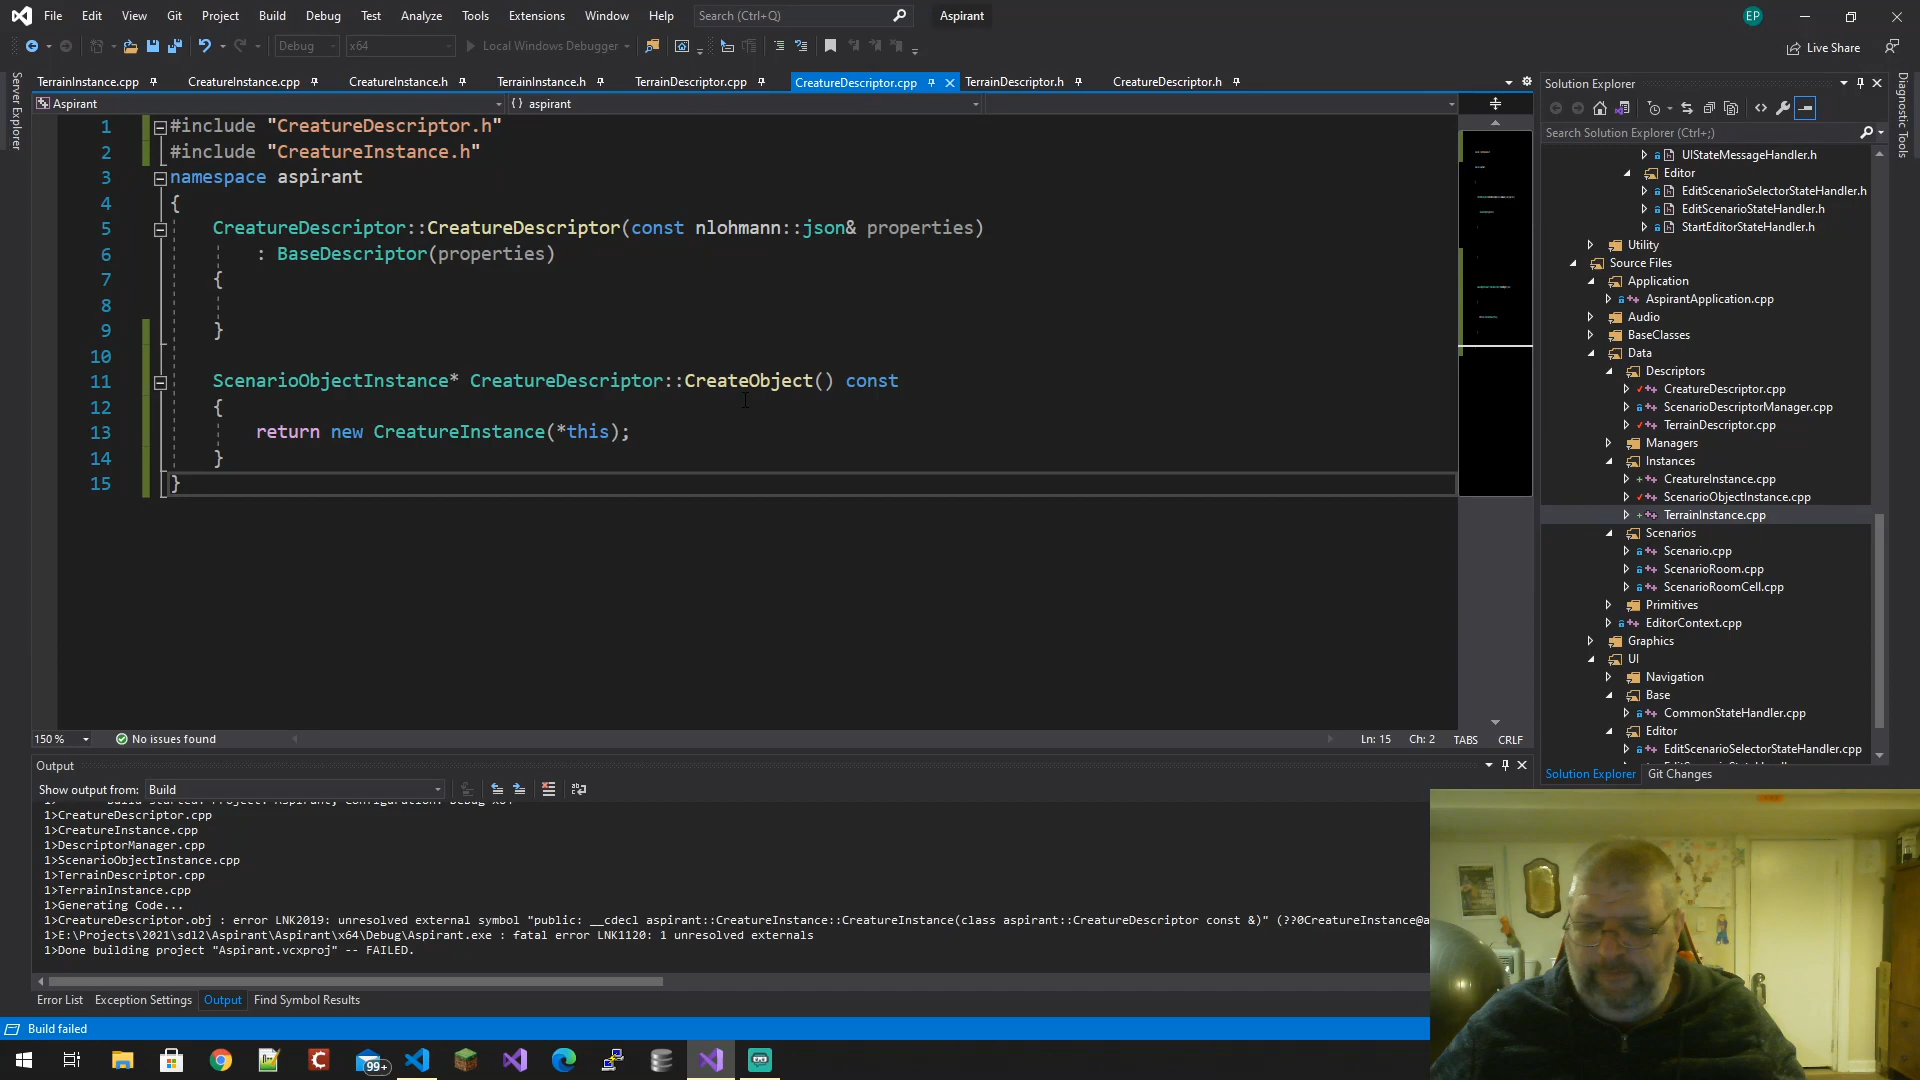 File Edit View Git Project Build Debug Test Analyze Tools Extensions Window Help Search (Ctrl+Q) Aspirant EP
Debug x64 Local Windows Debugger Live Share
Server Explorer
TerrainInstance.cpp CreatureInstance.cpp CreatureInstance.h TerrainInstance.h TerrainDescriptor.cpp CreatureDescriptor.cpp TerrainDescriptor.h CreatureDescriptor.h
Aspirant {} aspirant
1 #include "CreatureDescriptor.h"
2 #include "CreatureInstance.h"
3 namespace aspirant
4 {
5 CreatureDescriptor::CreatureDescriptor(const nlohmann::json& properties)
6 : BaseDescriptor(properties)
7 {
8
9 }
10
11 ScenarioObjectInstance* CreatureDescriptor::CreateObject() const
12 {
13 return new CreatureInstance(*this);
14 }
15 }
150 % No issues found Ln: 15 Ch: 2 TABS CRLF
Output
Show output from: Build
1>CreatureDescriptor.cpp
1>CreatureInstance.cpp
1>DescriptorManager.cpp
1>ScenarioObjectInstance.cpp
1>TerrainDescriptor.cpp
1>TerrainInstance.cpp
1>Generating Code...
1>CreatureDescriptor.obj : error LNK2019: unresolved external symbol "public: __cdecl aspirant::CreatureInstance::CreatureInstance(class aspirant::CreatureDescriptor const &)" (??0CreatureInstance@a
1>E:\Projects\2021\sdl2\Aspirant\Aspirant\x64\Debug\Aspirant.exe : fatal error LNK1120: 1 unresolved externals
1>Done building project "Aspirant.vcxproj" -- FAILED.
Error List Exception Settings Output Find Symbol Results
Build failed
99+
Solution Explorer
Search Solution Explorer (Ctrl+;)
UIStateMessageHandler.h
Editor
EditScenarioSelectorStateHandler.h
EditScenarioStateHandler.h
StartEditorStateHandler.h
Utility
Source Files
Application
AspirantApplication.cpp
Audio
BaseClasses
Data
Descriptors
CreatureDescriptor.cpp
ScenarioDescriptorManager.cpp
TerrainDescriptor.cpp
Managers
Instances
CreatureInstance.cpp
ScenarioObjectInstance.cpp
TerrainInstance.cpp
Scenarios
Scenario.cpp
ScenarioRoom.cpp
ScenarioRoomCell.cpp
Primitives
EditorContext.cpp
Graphics
UI
Navigation
Base
CommonStateHandler.cpp
Editor
EditScenarioSelectorStateHandler.cpp
Solution Explorer Git Changes
Diagnostic Tools